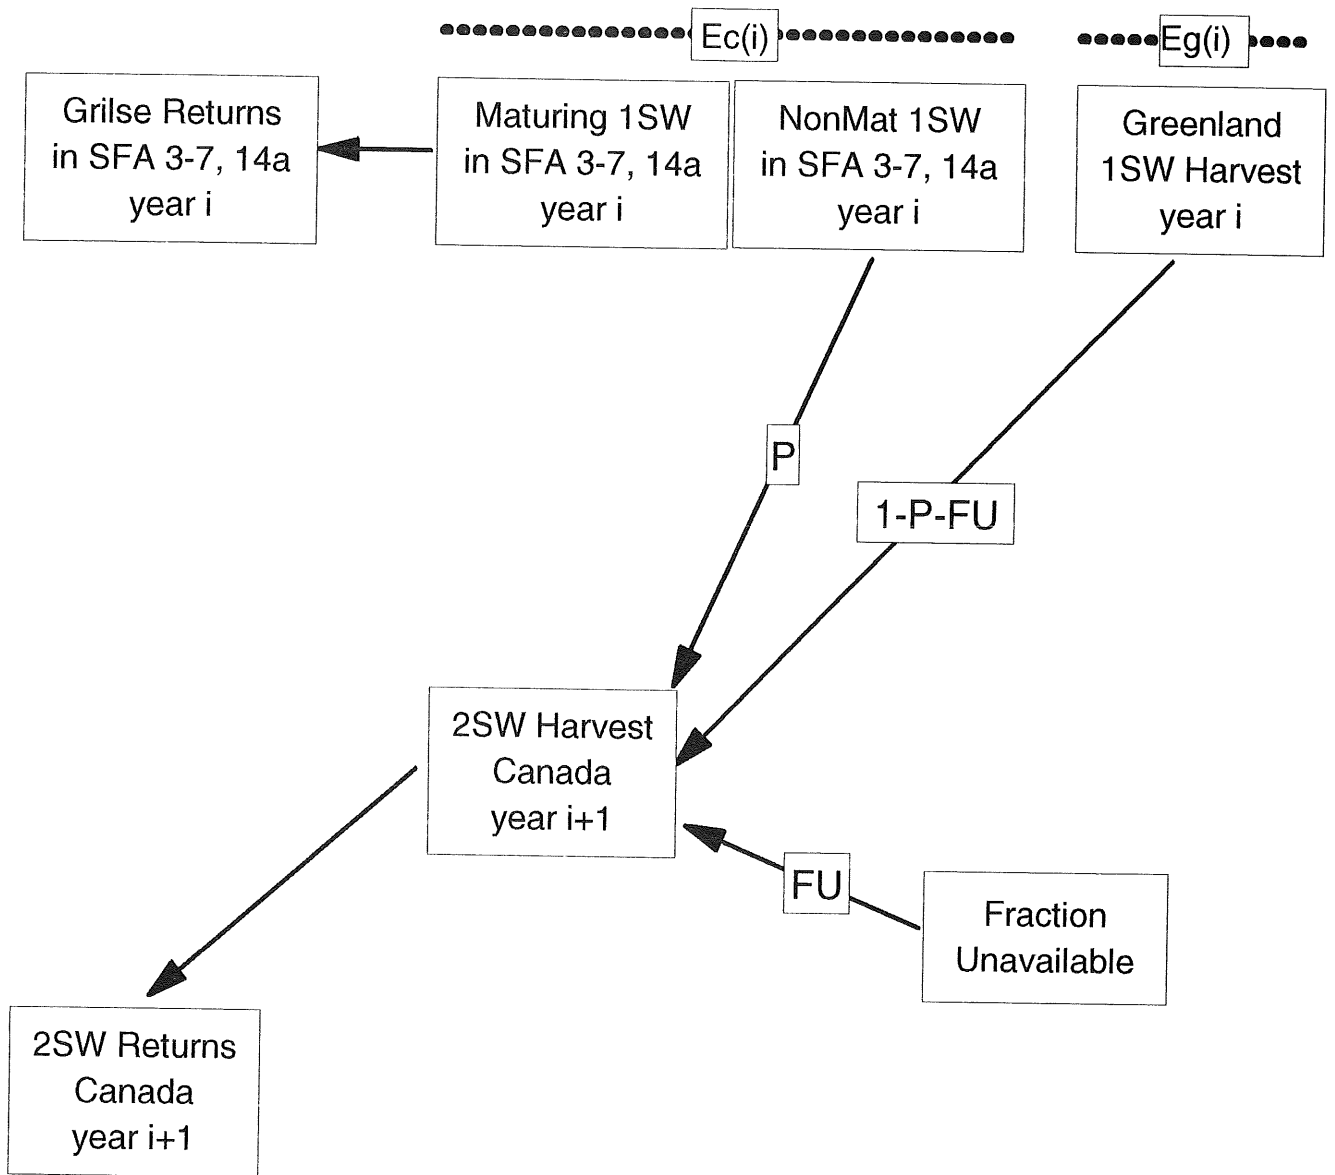 Ec(i)
Eg(i)
Grilse Returns
in SFA 3-7, 14a
year i
Maturing 1SW
in SFA 3-7, 14a
year i
NonMat 1SW
in SFA 3-7, 14a
year i
Greenland
1SW Harvest
year i
P
1-P-FU
2SW Harvest
Canada
year i+1
FU
Fraction
Unavailable
2SW Returns
Canada
year i+1